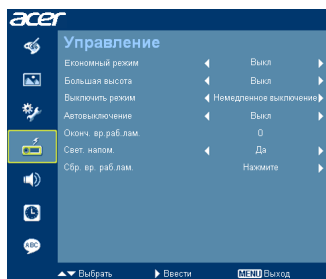 acer
Управление
Економный режим Выкл
Большая высота Выкл
Выключить режим Немедленное выключение
Автовыключение Выкл
Оконч. вр.раб.лам. 0
Свет. напом. Да
Сбр. вр. раб.лам. Нажмите
ABC
Выбрать Ввести MENU Выход